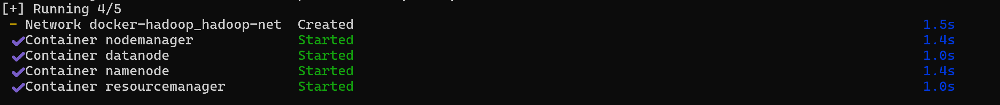 [+] Running 4/5
- Network docker-hadoop_hadoop-net Created 1.5s
✔Container nodemanager Started 1.4s
✔Container datanode Started 1.0s
✔Container namenode Started 1.4s
✔Container resourcemanager Started 1.0s